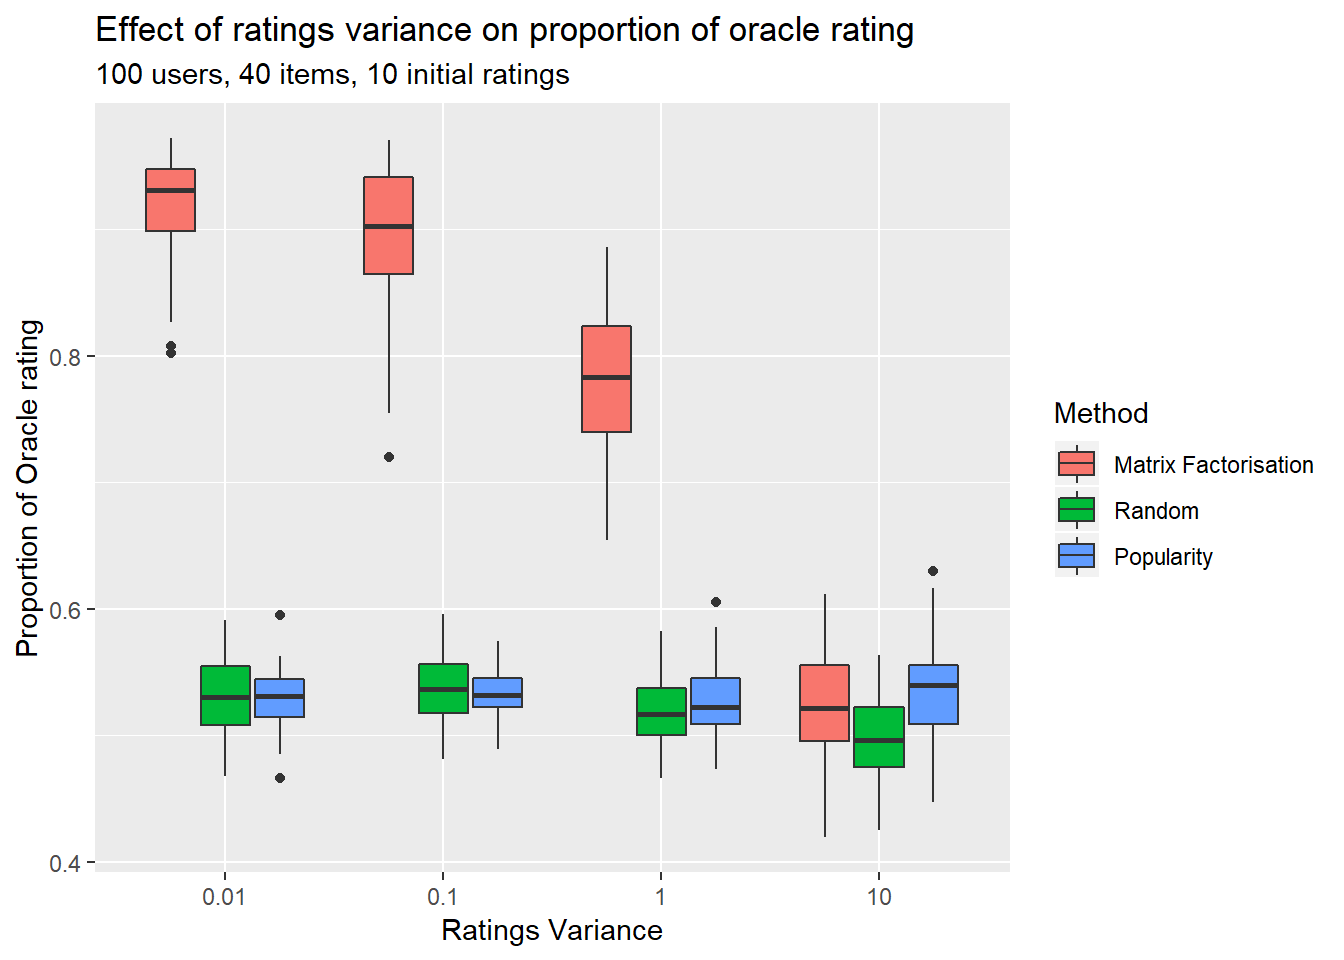 Effect of ratings variance on proportion of oracle rating
100 users, 40 items, 10 initial ratings
Proportion of Oracle rating
0.8
0.6
0.4
0.01
0.1
1
10
Ratings Variance
Method
Matrix Factorisation
Random
Popularity